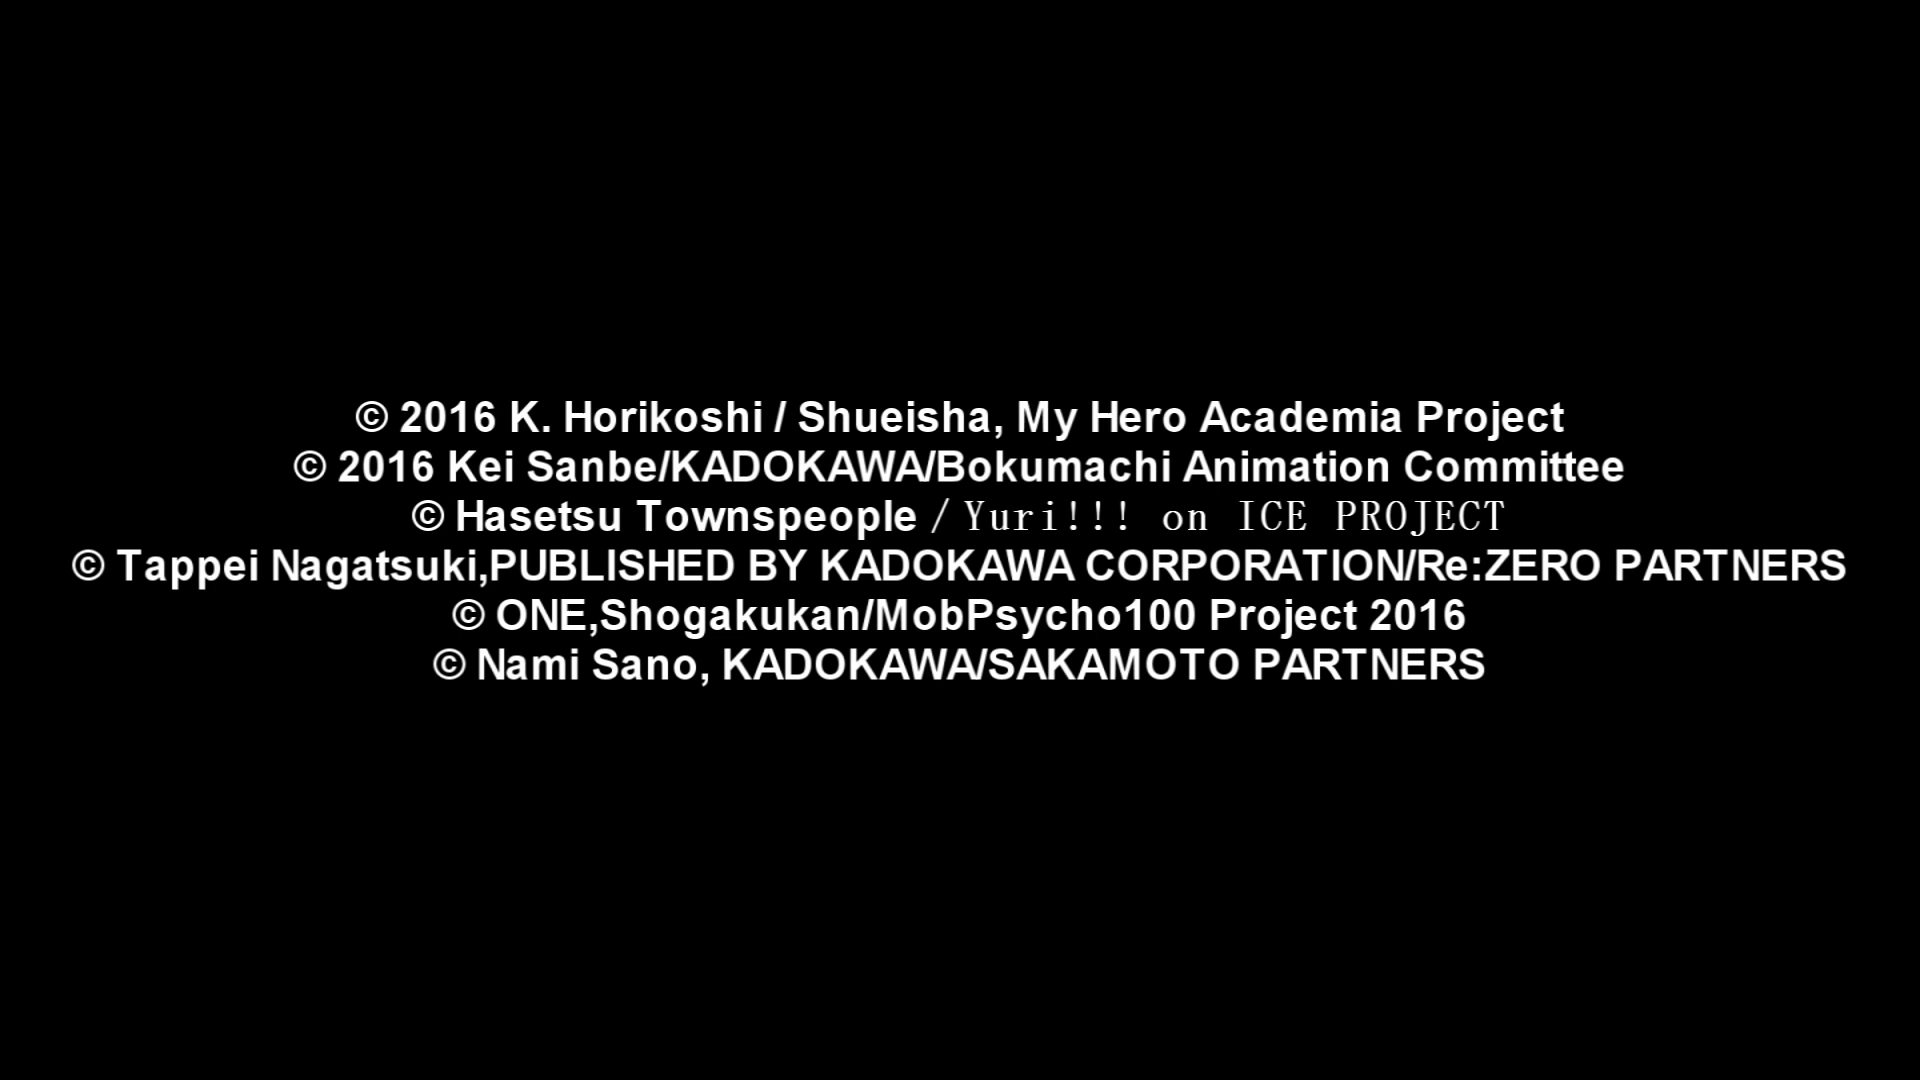 © 2016 K. Horikoshi / Shueisha, My Hero Academia Project
© 2016 Kei Sanbe/KADOKAWA/Bokumachi Animation Committee
© Hasetsu Townspeople／Yuri!!! on ICE PROJECT
© Tappei Nagatsuki,PUBLISHED BY KADOKAWA CORPORATION/Re:ZERO PARTNERS
© ONE,Shogakukan/MobPsycho100 Project 2016
© Nami Sano, KADOKAWA/SAKAMOTO PARTNERS